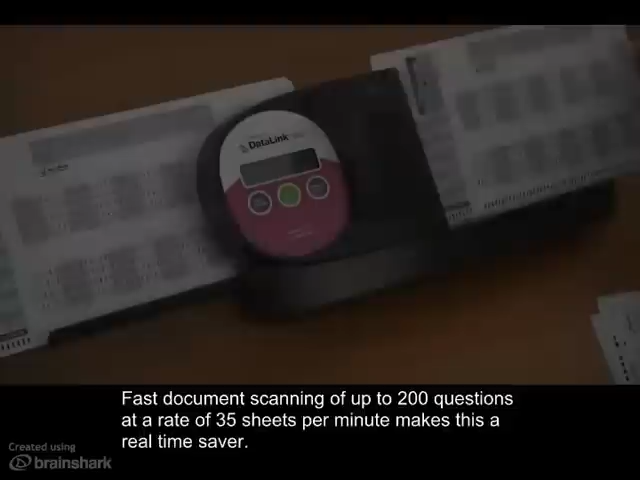 DataLink
Fast document scanning of up to 200 questions
at a rate of 35 sheets per minute makes this a
real time saver.
Created using
brainshark